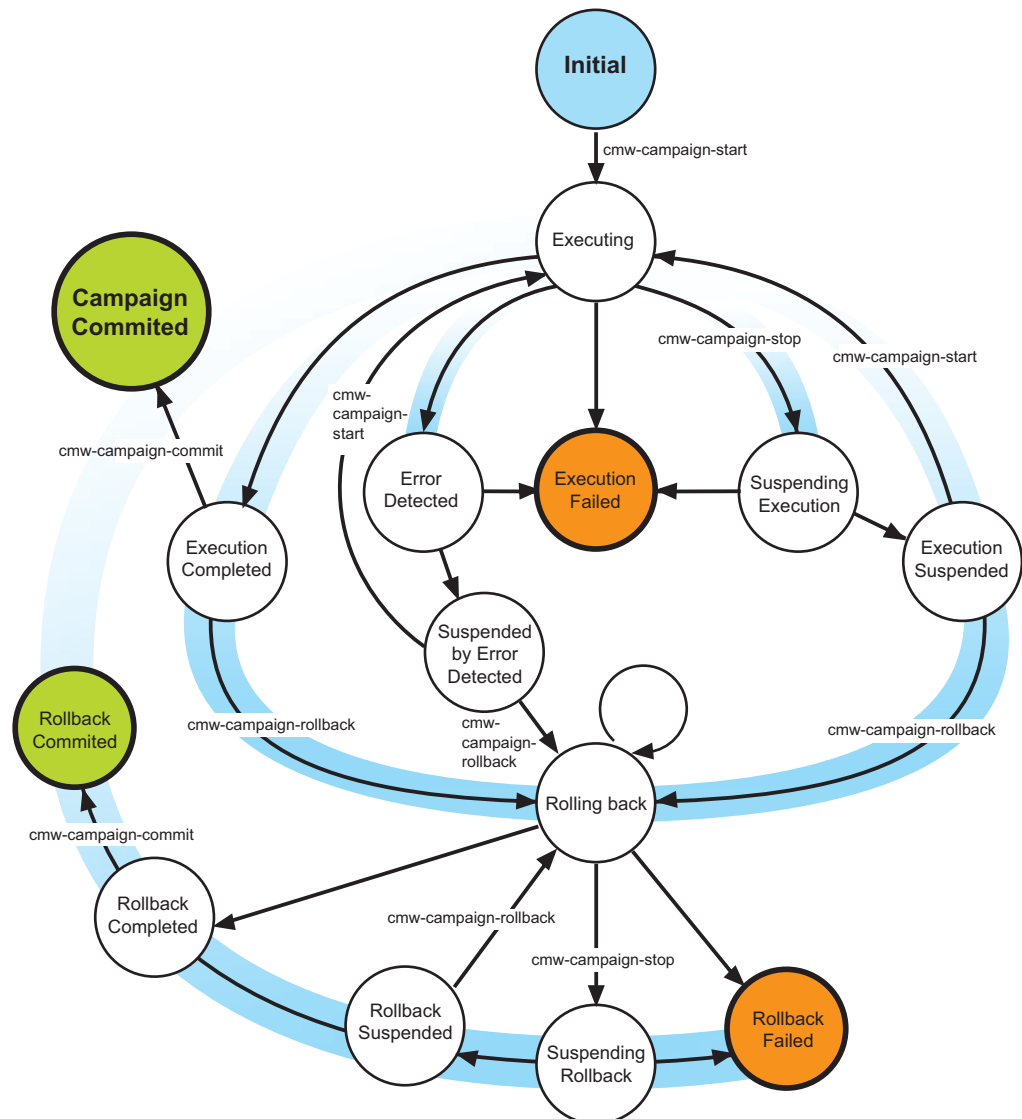 Initial
cmw-campaign-start
Executing
Campaign
Commited
cmw-campaign-stop
cmw-campaign-start
cmw-
campaign-
start
cmw-campaign-commit
Error
Detected
Execution
Failed
Suspending
Execution
Execution
Completed
Execution
Suspended
Suspended
by Error
Detected
Rollback
Commited
cmw-campaign-rollback
cmw-
campaign-
rollback
cmw-campaign-rollback
Rolling back
cmw-campaign-commit
Rollback
Completed
cmw-campaign-rollback
cmw-campaign-stop
Rollback
Suspended
Suspending
Rollback
Rollback
Failed